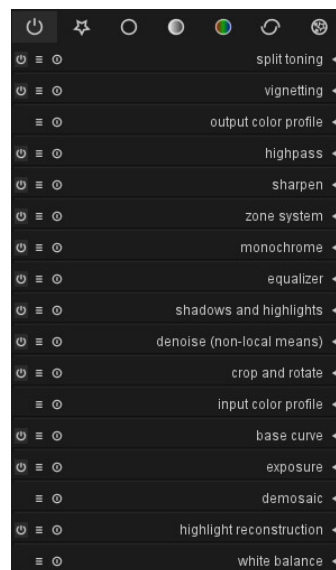 split toning
vignetting
output color profile
highpass
sharpen
zone system
monochrome
equalizer
shadows and highlights
denoise (non-local means)
crop and rotate
input color profile
base curve
exposure
demosaic
highlight reconstruction
white balance